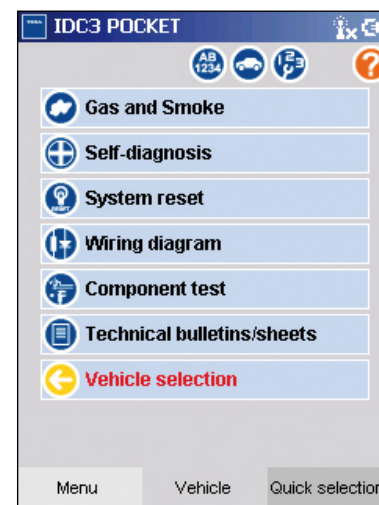 IDC3 POCKET
AB
1234
Gas and Smoke
Self-diagnosis
System reset
Wiring diagram
Component test
Technical bulletins/sheets
Vehicle selection
Menu Vehicle Quick selection